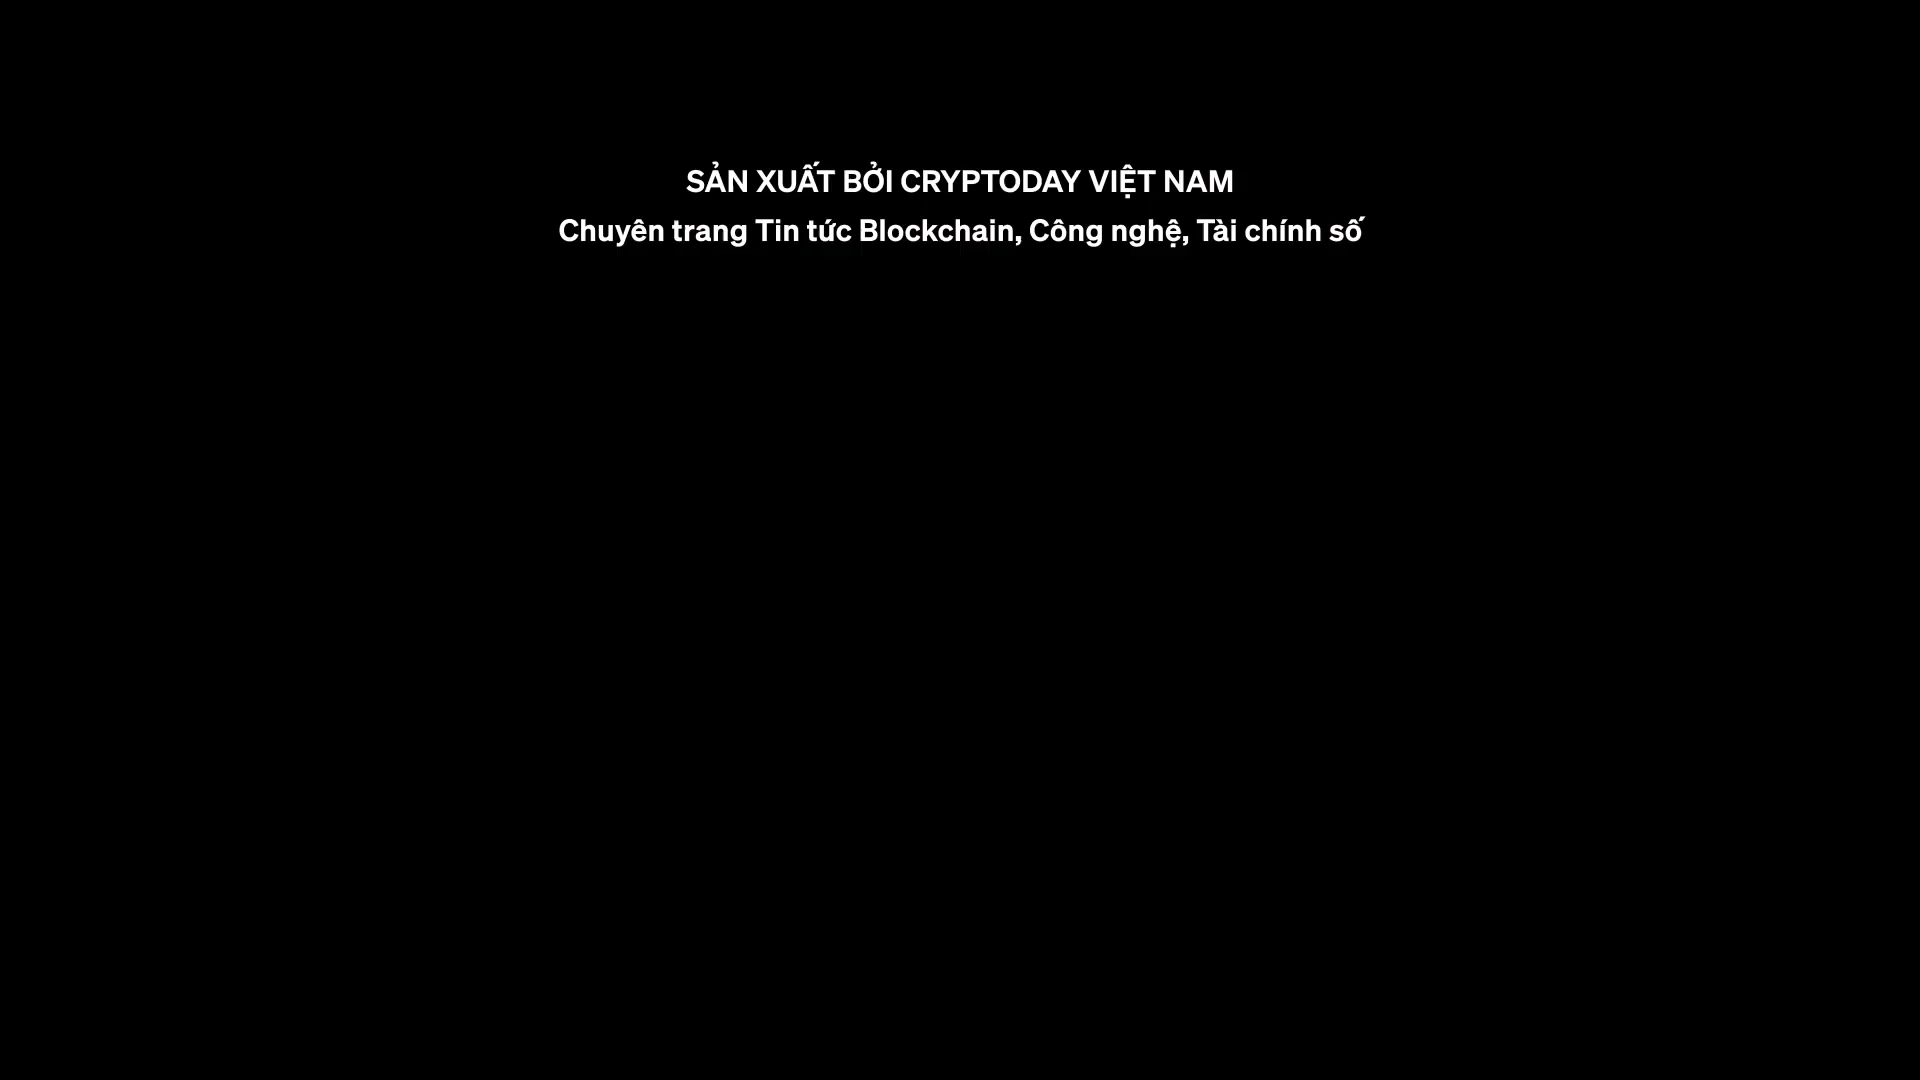 SẢN XUẤT BỞI CRYPTODAY VIỆT NAM
Chuyên trang Tin tức Blockchain, Công nghệ, Tài chính số